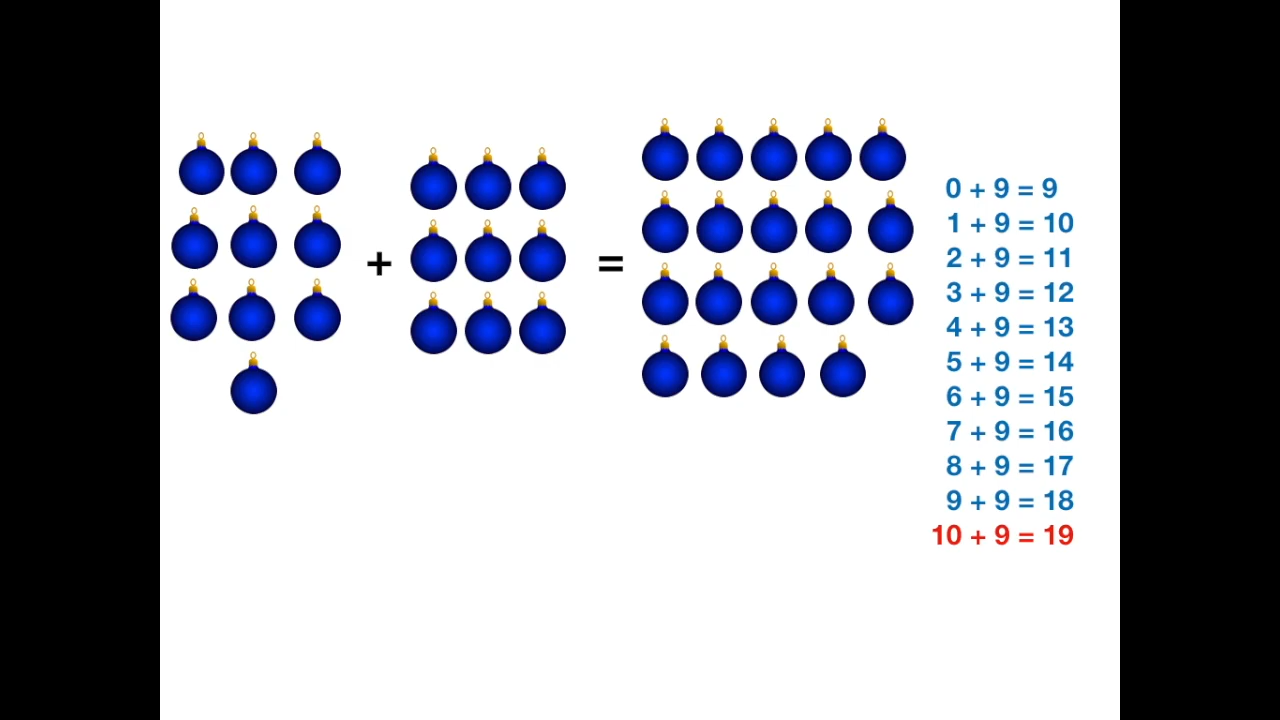 + =
0 + 9 = 9
1 + 9 = 10
2 + 9 = 11
3 + 9 = 12
4 + 9 = 13
5 + 9 = 14
6 + 9 = 15
7 + 9 = 16
8 + 9 = 17
9 + 9 = 18
10 + 9 = 19